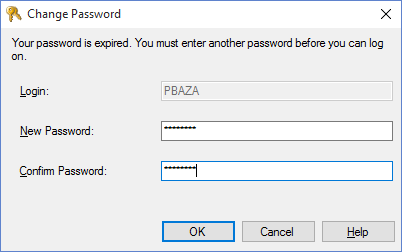 Change Password
Your password is expired. You must enter another password before you can log
on.
Login: PBAZA
New Password: ********
Confirm Password: ********
OK Cancel Help